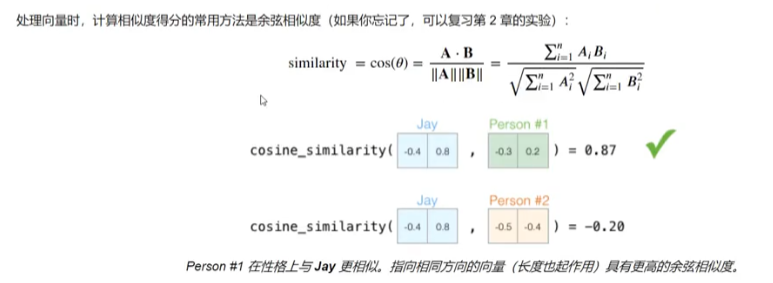 处理向量时，计算相似度得分的常用方法是余弦相似度（如果你忘记了，可以复习第 2 章的实验）：
similarity = cos(θ) = A · B / ‖A‖‖B‖ = ∑ⁿᵢ₌₁ AᵢBᵢ / √∑ⁿᵢ₌₁ Aᵢ² √∑ⁿᵢ₌₁ Bᵢ²
Jay Person #1
cosine_similarity( -0.4 0.8 , -0.3 0.2 ) = 0.87
Jay Person #2
cosine_similarity( -0.4 0.8 , -0.5 -0.4 ) = -0.20
Person #1 在性格上与 Jay 更相似。指向相同方向的向量（长度也起作用）具有更高的余弦相似度。